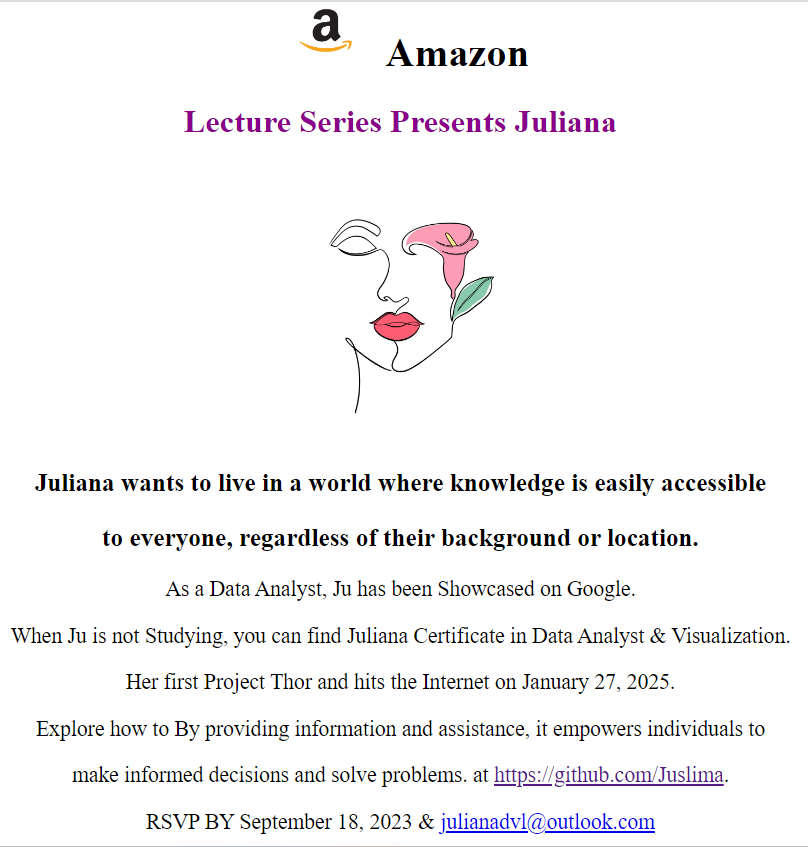 a
Amazon
Lecture Series Presents Juliana
Juliana wants to live in a world where knowledge is easily accessible
to everyone, regardless of their background or location.
As a Data Analyst, Ju has been Showcased on Google.
When Ju is not Studying, you can find Juliana Certificate in Data Analyst & Visualization.
Her first Project Thor and hits the Internet on January 27, 2025.
Explore how to By providing information and assistance, it empowers individuals to
make informed decisions and solve problems. at https://github.com/Juslima.
RSVP BY September 18, 2023 & julianadvl@outlook.com